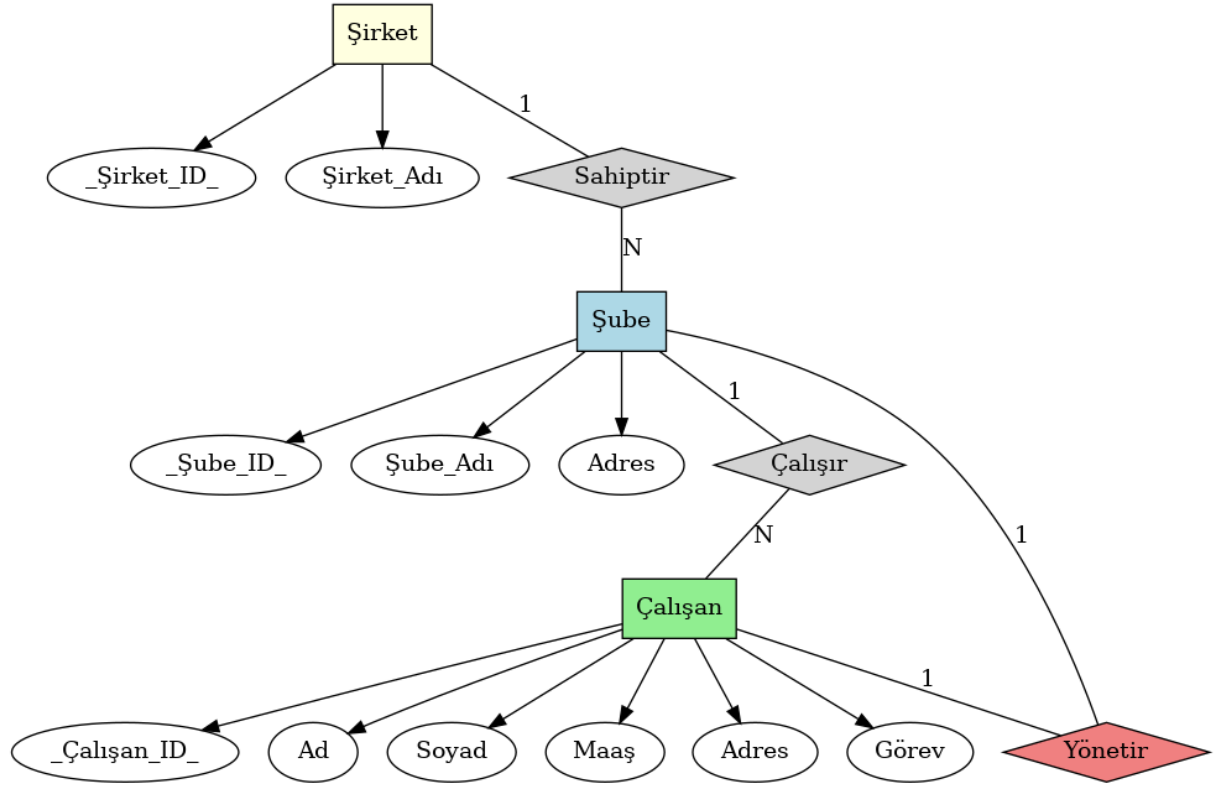 Şirket
1
_Şirket_ID_
Şirket_Adı
Sahiptir
N
Şube
1
_Şube_ID_
Şube_Adı
Adres
Çalışır
N
1
Çalışan
1
_Çalışan_ID_
Ad
Soyad
Maaş
Adres
Görev
Yönetir